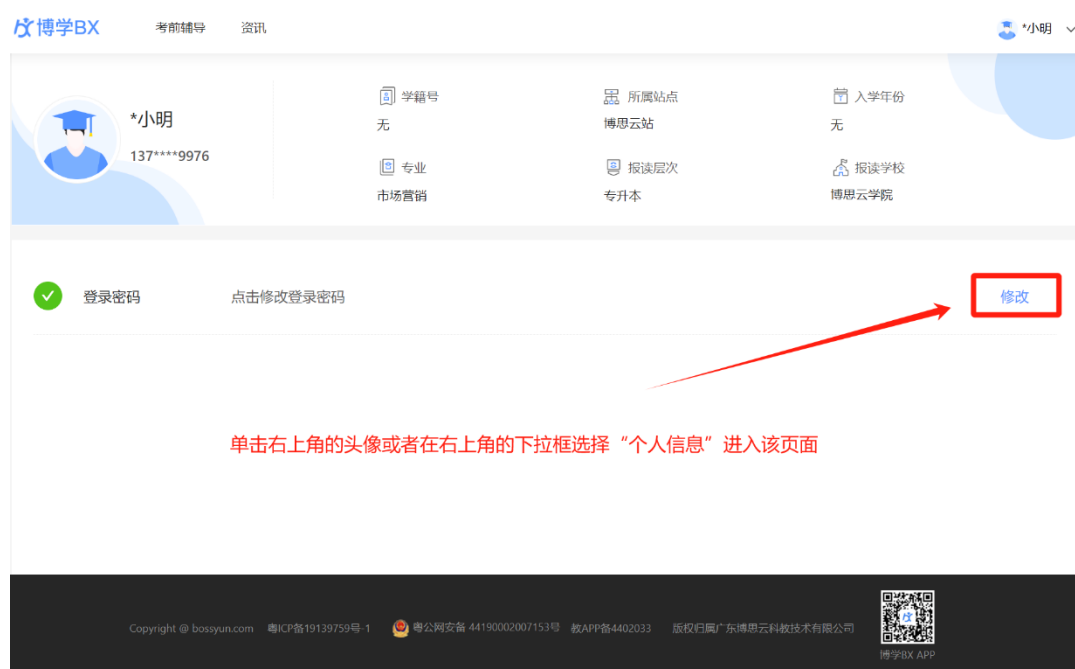 博学BX 考前辅导 资讯 *小明
*小明
137****9976
学籍号 所属站点 入学年份
无 博思云站 无
专业 报读层次 报读学校
市场营销 专升本 博思云学院
登录密码 点击修改登录密码 修改
单击右上角的头像或者在右上角的下拉框选择“个人信息”进入该页面
Copyright @ bossyun.com 粤ICP备19139759号-1 粤公网安备 44190002007153号 教APP备4402033 版权归属广东博思云科教技术有限公司
博学BX APP